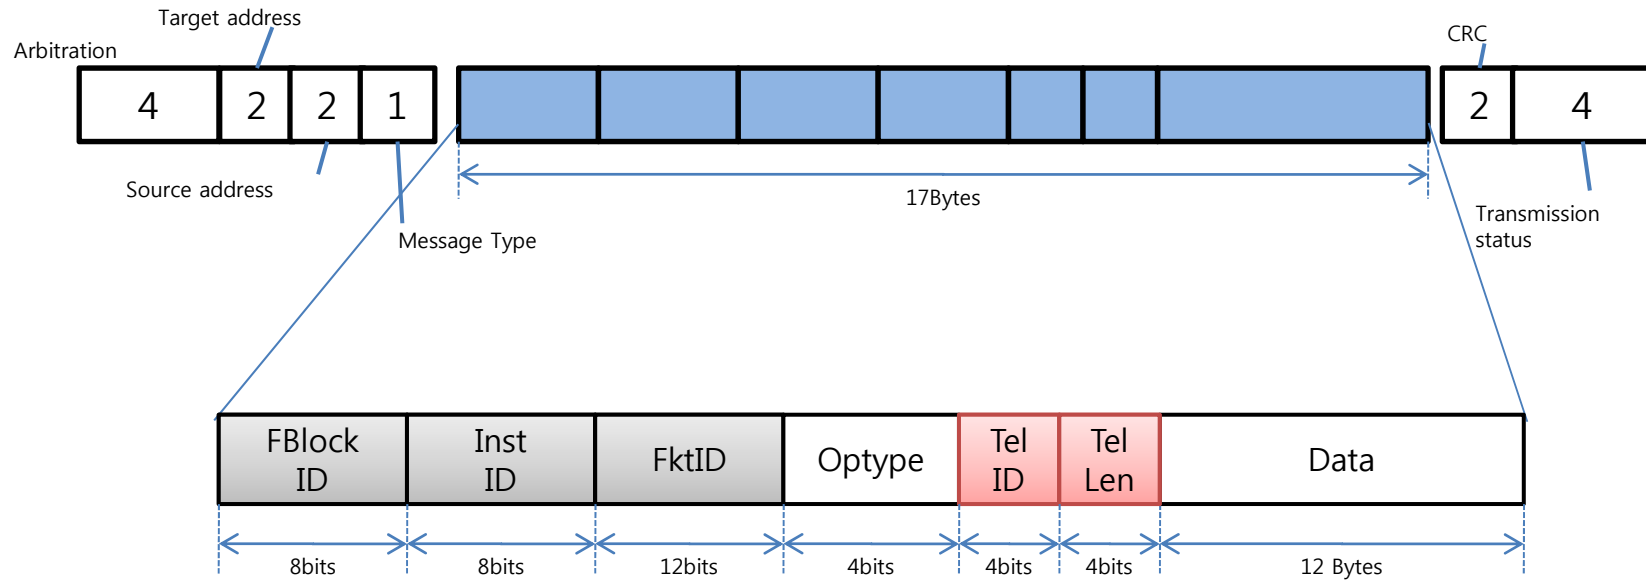 Target address
Arbitration
CRC
4
2
2
1
2
4
Source address
17Bytes
Message Type
Transmission
status
FBlock
ID
Inst
ID
FktID
Optype
Tel
ID
Tel
Len
Data
8bits
8bits
12bits
4bits
4bits
4bits
12 Bytes